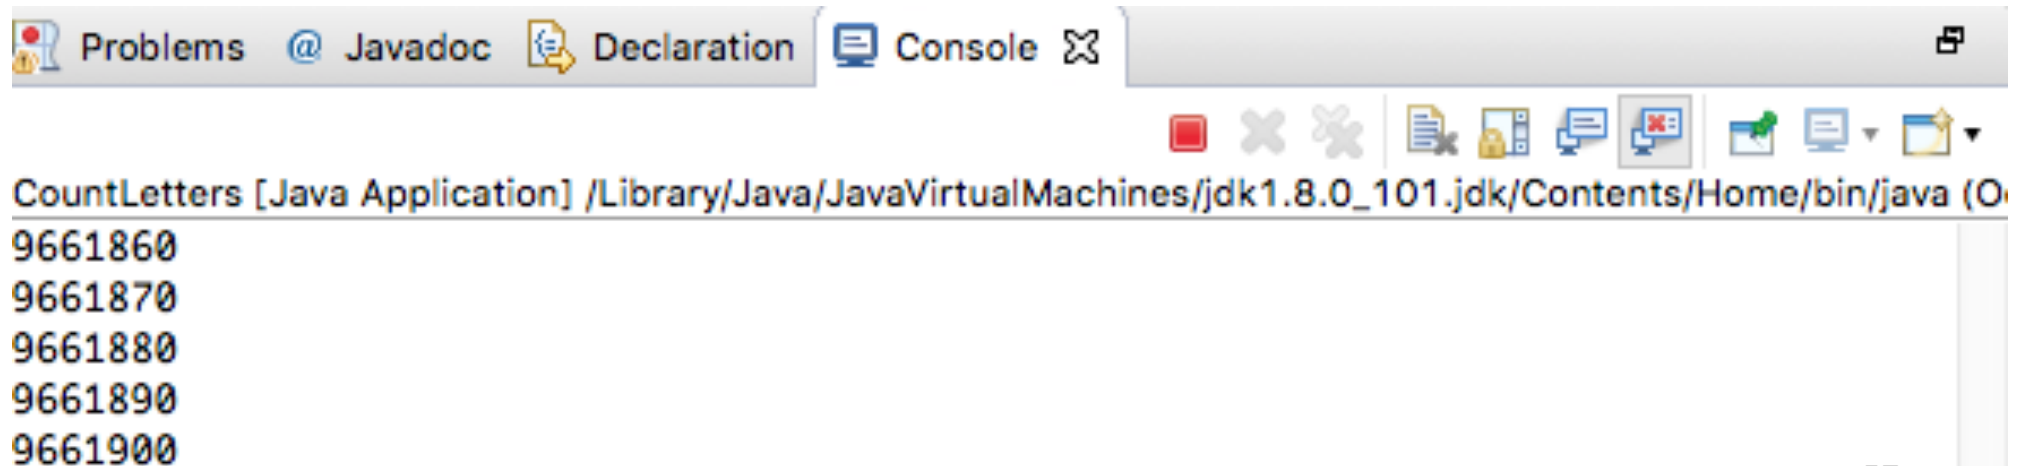 Problems @ Javadoc Declaration Console
CountLetters [Java Application] /Library/Java/JavaVirtualMachines/jdk1.8.0_101.jdk/Contents/Home/bin/java (O
9661860
9661870
9661880
9661890
9661900